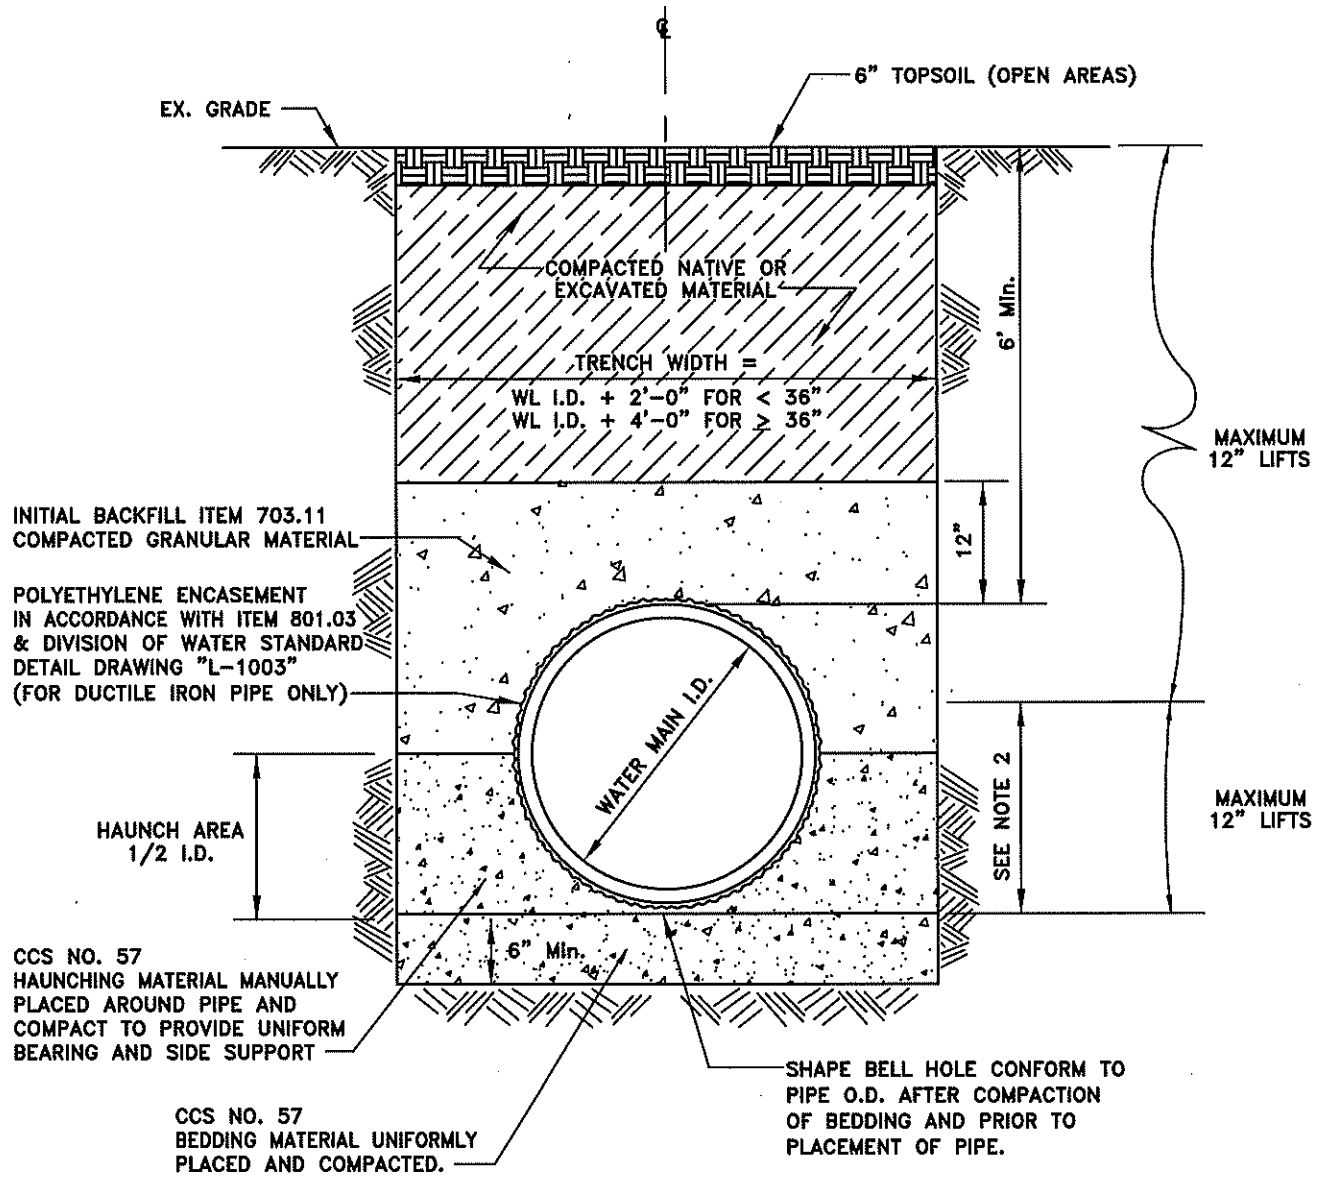 ℄
6" TOPSOIL (OPEN AREAS)
EX. GRADE
COMPACTED NATIVE OR
EXCAVATED MATERIAL
6' Min.
TRENCH WIDTH =
WL I.D. + 2'-0" FOR < 36"
WL I.D. + 4'-0" FOR ≥ 36"
MAXIMUM
12" LIFTS
INITIAL BACKFILL ITEM 703.11
COMPACTED GRANULAR MATERIAL
12"
POLYETHYLENE ENCASEMENT
IN ACCORDANCE WITH ITEM 801.03
& DIVISION OF WATER STANDARD
DETAIL DRAWING "L-1003"
(FOR DUCTILE IRON PIPE ONLY)
WATER MAIN I.D.
SEE NOTE 2
MAXIMUM
12" LIFTS
HAUNCH AREA
1/2 I.D.
6" Min.
CCS NO. 57
HAUNCHING MATERIAL MANUALLY
PLACED AROUND PIPE AND
COMPACT TO PROVIDE UNIFORM
BEARING AND SIDE SUPPORT
SHAPE BELL HOLE CONFORM TO
PIPE O.D. AFTER COMPACTION
OF BEDDING AND PRIOR TO
PLACEMENT OF PIPE.
CCS NO. 57
BEDDING MATERIAL UNIFORMLY
PLACED AND COMPACTED.